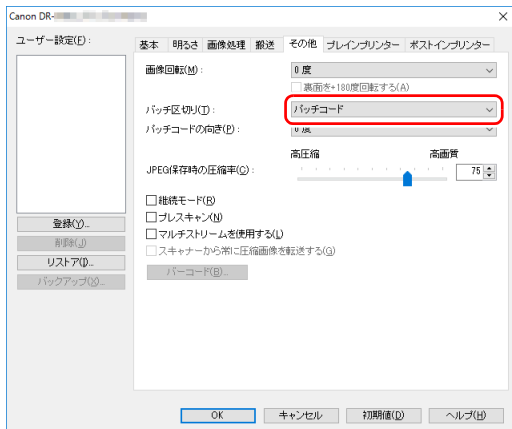 Canon DR-
ユーザー設定(F):
基本 明るさ 画像処理 搬送 その他 プレインプリンター ポストインプリンター
画像回転(M):
0 度
裏面を+180度回転する(A)
バッチ区切り(T):
パッチコード
パッチコードの向き(P):
0 度
高圧縮 高画質
JPEG保存時の圧縮率(C):
75
継続モード(R)
プレスキャン(N)
マルチストリームを使用する(L)
スキャナーから常に圧縮画像を転送する(G)
バーコード(B)...
登録(Y)...
削除(J)
リストア(I)...
バックアップ(X)...
OK キャンセル 初期値(D) ヘルプ(H)